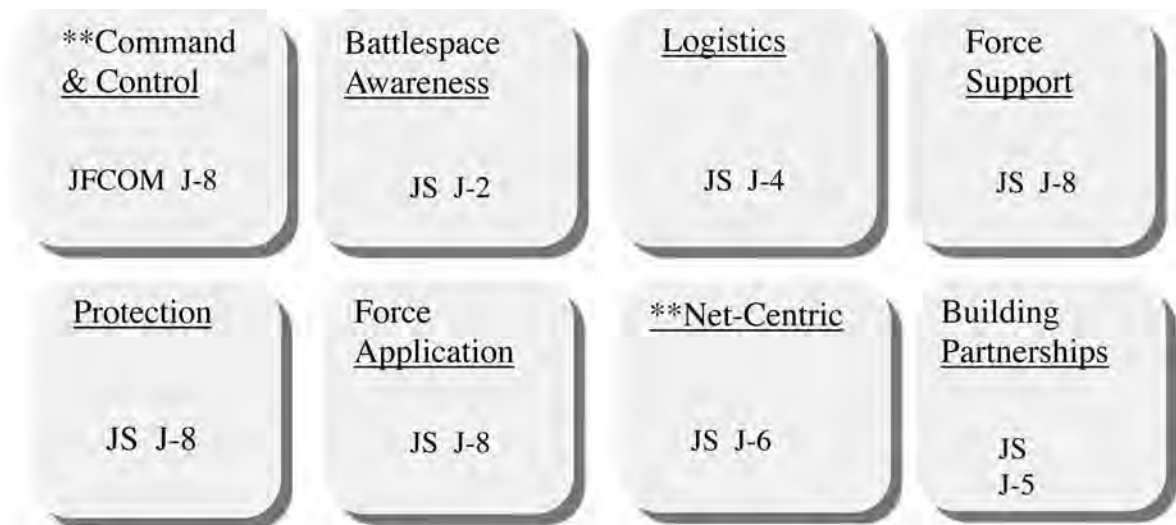 **Command
& Control
JFCOM J-8
Battlespace
Awareness
JS J-2
Logistics
JS J-4
Force
Support
JS J-8
Protection
JS J-8
Force
Application
JS J-8
**Net-Centric
JS J-6
Building
Partnerships
JS
J-5